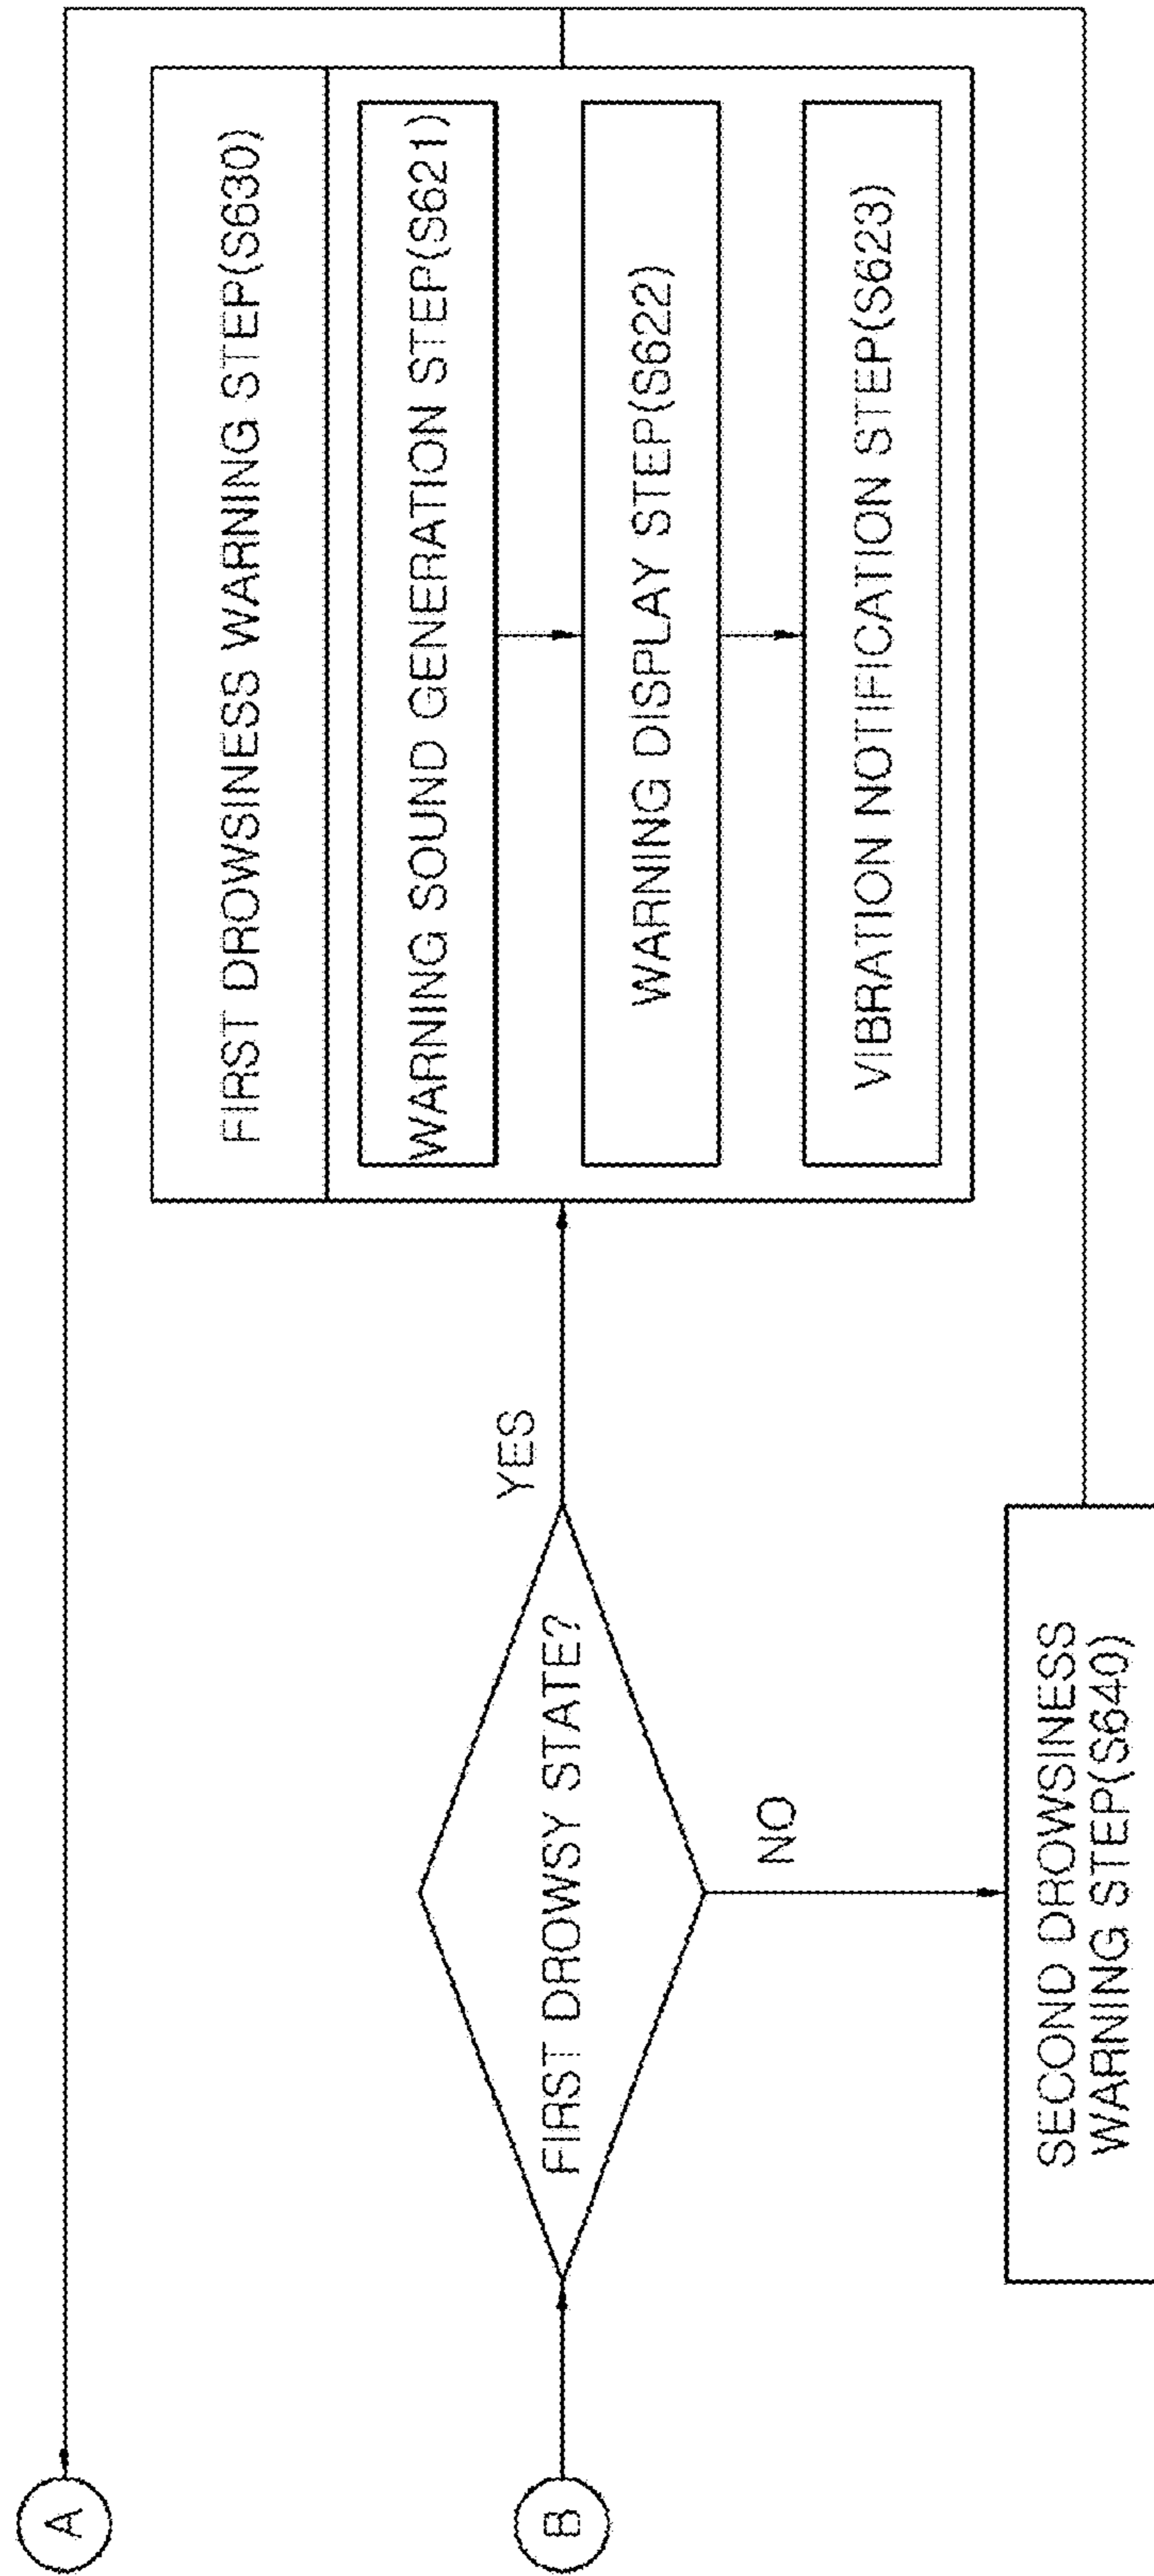 A
FIRST DROWSINESS WARNING STEP(S630)
WARNING SOUND GENERATION STEP(S621)
WARNING DISPLAY STEP(S622)
VIBRATION NOTIFICATION STEP(S623)
B
FIRST DROWSY STATE?
YES
NO
SECOND DROWSINESS
WARNING STEP(S640)